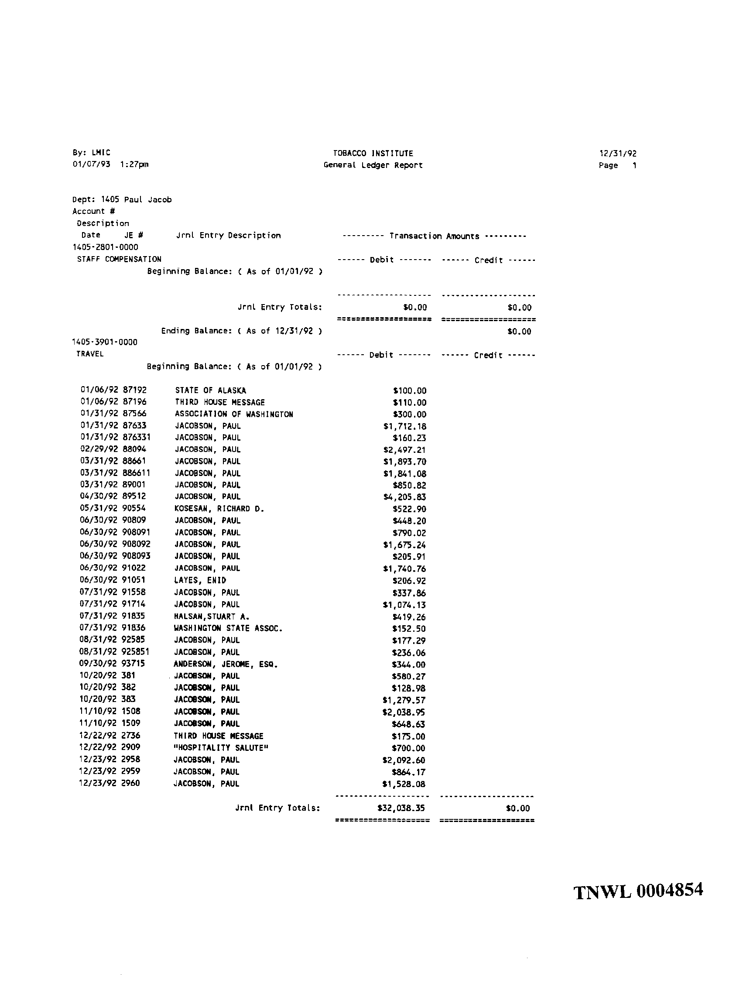 By: LMIC TOBACCO INSTITUTE 12/31/92
01/07/93 1:27pm General Ledger Report Page 1
Dept: 1405 Paul Jacob
Account #
Description
Date JE # Jrnl Entry Description --------- Transaction Amounts ---------
1405-2801-0000
STAFF COMPENSATION ------ Debit ------- ------ Credit ------
Beginning Balance: ( As of 01/01/92 )
Jrnl Entry Totals: $0.00 $0.00
Ending Balance: ( As of 12/31/92 ) $0.00
1405-3901-0000
TRAVEL ------ Debit ------- ------ Credit ------
Beginning Balance: ( As of 01/01/92 )
01/06/92 87192 STATE OF ALASKA $100.00
01/06/92 87196 THIRD HOUSE MESSAGE $110.00
01/31/92 87566 ASSOCIATION OF WASHINGTON $300.00
01/31/92 87633 JACOBSON, PAUL $1,712.18
01/31/92 876331 JACOBSON, PAUL $160.23
02/29/92 88094 JACOBSON, PAUL $2,497.21
03/31/92 88661 JACOBSON, PAUL $1,893.70
03/31/92 886611 JACOBSON, PAUL $1,841.08
03/31/92 89001 JACOBSON, PAUL $850.82
04/30/92 89512 JACOBSON, PAUL $4,205.83
05/31/92 90554 KOSESAN, RICHARD D. $522.90
06/30/92 90809 JACOBSON, PAUL $448.20
06/30/92 908091 JACOBSON, PAUL $790.02
06/30/92 908092 JACOBSON, PAUL $1,675.24
06/30/92 908093 JACOBSON, PAUL $205.91
06/30/92 91022 JACOBSON, PAUL $1,740.76
06/30/92 91051 LAYES, ENID $206.92
07/31/92 91558 JACOBSON, PAUL $337.86
07/31/92 91714 JACOBSON, PAUL $1,074.13
07/31/92 91835 HALSAN,STUART A. $419.26
07/31/92 91836 WASHINGTON STATE ASSOC. $152.50
08/31/92 92585 JACOBSON, PAUL $177.29
08/31/92 925851 JACOBSON, PAUL $236.06
09/30/92 93715 ANDERSON, JEROME, ESQ. $344.00
10/20/92 381 JACOBSON, PAUL $580.27
10/20/92 382 JACOBSON, PAUL $128.98
10/20/92 383 JACOBSON, PAUL $1,279.57
11/10/92 1508 JACOBSON, PAUL $2,038.95
11/10/92 1509 JACOBSON, PAUL $648.63
12/22/92 2736 THIRD HOUSE MESSAGE $175.00
12/22/92 2909 "HOSPITALITY SALUTE" $700.00
12/23/92 2958 JACOBSON, PAUL $2,092.60
12/23/92 2959 JACOBSON, PAUL $864.17
12/23/92 2960 JACOBSON, PAUL $1,528.08
Jrnl Entry Totals: $32,038.35 $0.00
TNWL 0004854